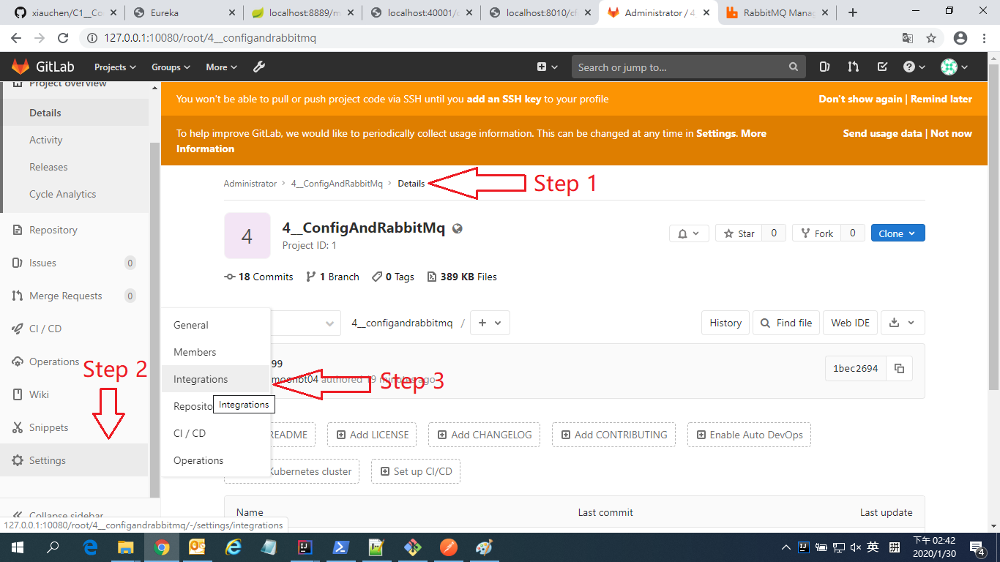 xiauchen/C1__Co
Eureka
localhost:8889/m
localhost:40001/c
localhost:8010/cf
Administrator / 4_
RabbitMQ Manag
127.0.0.1:10080/root/4__configandrabbitmq
GitLab
Projects
Groups
More
Search or jump to...
Project overview
Details
Activity
Releases
Cycle Analytics
Repository
Issues 0
Merge Requests 0
CI / CD
Operations
Wiki
Snippets
Settings
Collapse sidebar
You won't be able to pull or push project code via SSH until you add an SSH key to your profile
Don't show again | Remind later
To help improve GitLab, we would like to periodically collect usage information. This can be changed at any time in Settings. More
Information
Send usage data | Not now
Administrator > 4__ConfigAndRabbitMq > Details
Step 1
4
4__ConfigAndRabbitMq
Project ID: 1
Star 0
Fork 0
Clone
18 Commits
1 Branch
0 Tags
389 KB Files
General
Members
Integrations
Reposito
Integrations
CI / CD
Operations
4__configandrabbitmq /
History
Find file
Web IDE
99
authored 19 minutes ago
1bec2694
Step 2
Step 3
README
Add LICENSE
Add CHANGELOG
Add CONTRIBUTING
Enable Auto DevOps
Kubernetes cluster
Set up CI/CD
Name
Last commit
Last update
127.0.0.1:10080/root/4__configandrabbitmq/-/settings/integrations
英
下午 02:42
2020/1/30
4